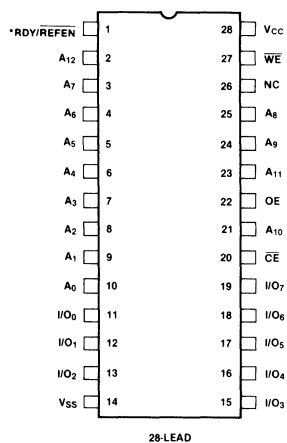 *RDY/REFEN 1 28 VCC
A12 2 27 WE
A7 3 26 NC
A6 4 25 A8
A5 5 24 A9
A4 6 23 A11
A3 7 22 OE
A2 8 21 A10
A1 9 20 CE
A0 10 19 I/O7
I/O0 11 18 I/O6
I/O1 12 17 I/O5
I/O2 13 16 I/O4
VSS 14 15 I/O3
28-LEAD